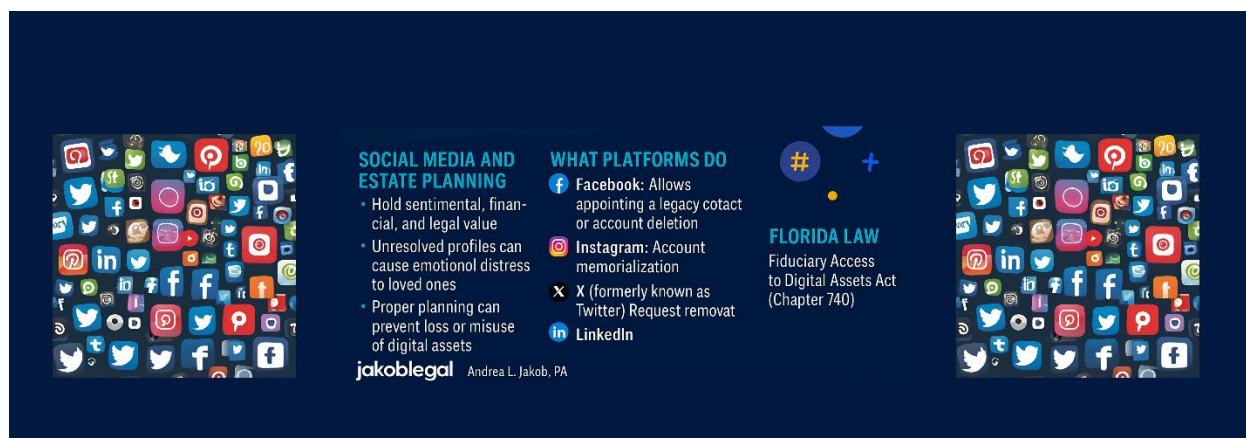 SOCIAL MEDIA AND
ESTATE PLANNING
• Hold sentimental, finan-
cial, and legal value
• Unresolved profiles can
cause emotional distress
to loved ones
• Proper planning can
prevent loss or misuse
of digital assets
jakoblegal Andrea L. Jakob, PA
WHAT PLATFORMS DO
Facebook: Allows
appointing a legacy cotact
or account deletion
Instagram: Account
memorialization
X (formerly known as
Twitter) Request removat
LinkedIn
#
FLORIDA LAW
Fiduciary Access
to Digital Assets Act
(Chapter 740)